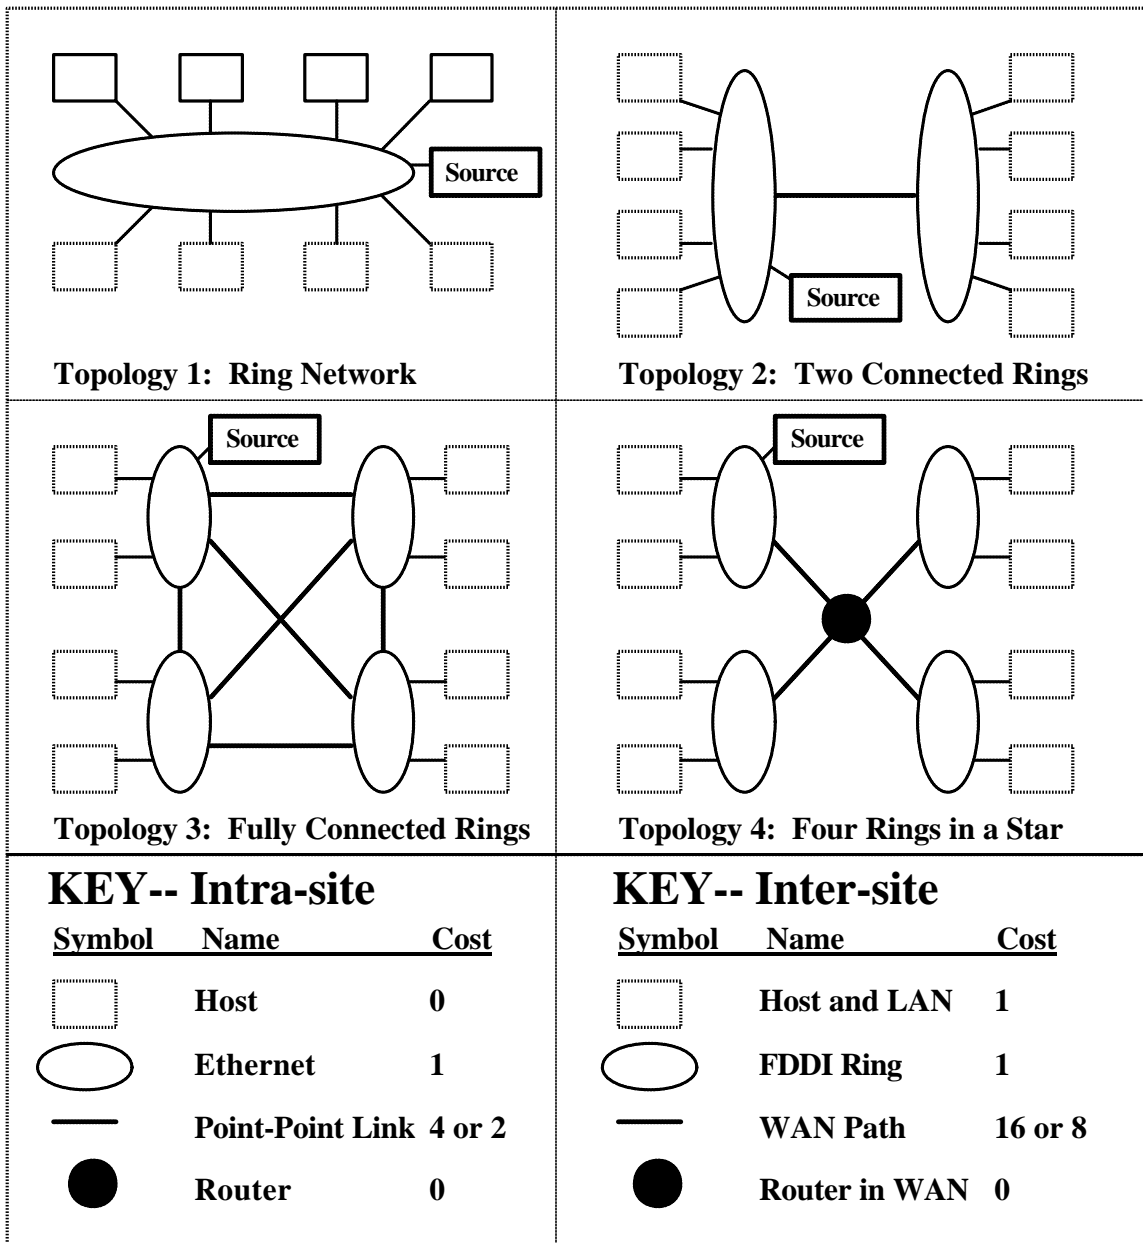 Source
Topology 1: Ring Network
Source
Topology 2: Two Connected Rings
Source
Topology 3: Fully Connected Rings
Source
Topology 4: Four Rings in a Star
KEY-- Intra-site
Symbol Name Cost
Host 0
Ethernet 1
Point-Point Link 4 or 2
Router 0
KEY-- Inter-site
Symbol Name Cost
Host and LAN 1
FDDI Ring 1
WAN Path 16 or 8
Router in WAN 0